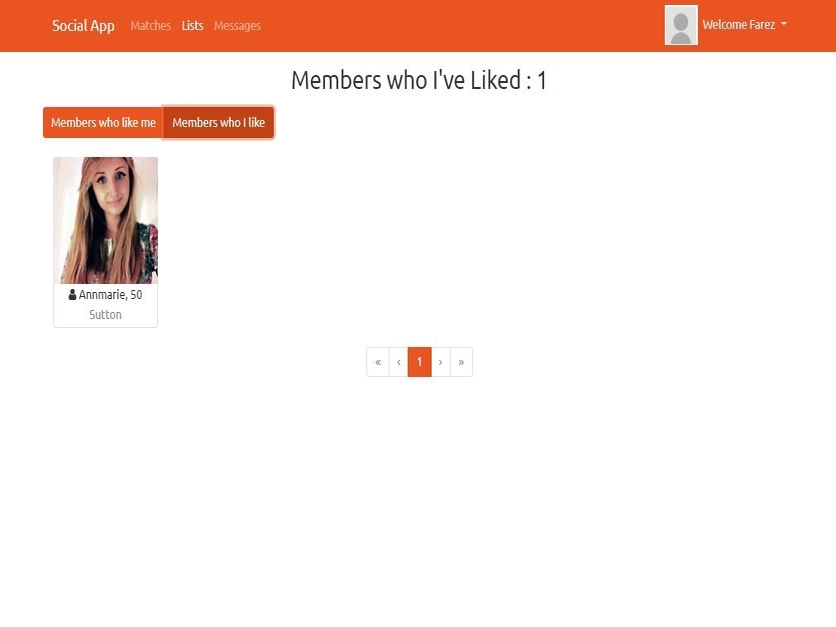 Social App Matches Lists Messages Welcome Farez
Members who I've Liked : 1
Members who like me Members who I like
Annmarie, 50
Sutton
« ‹ 1 › »